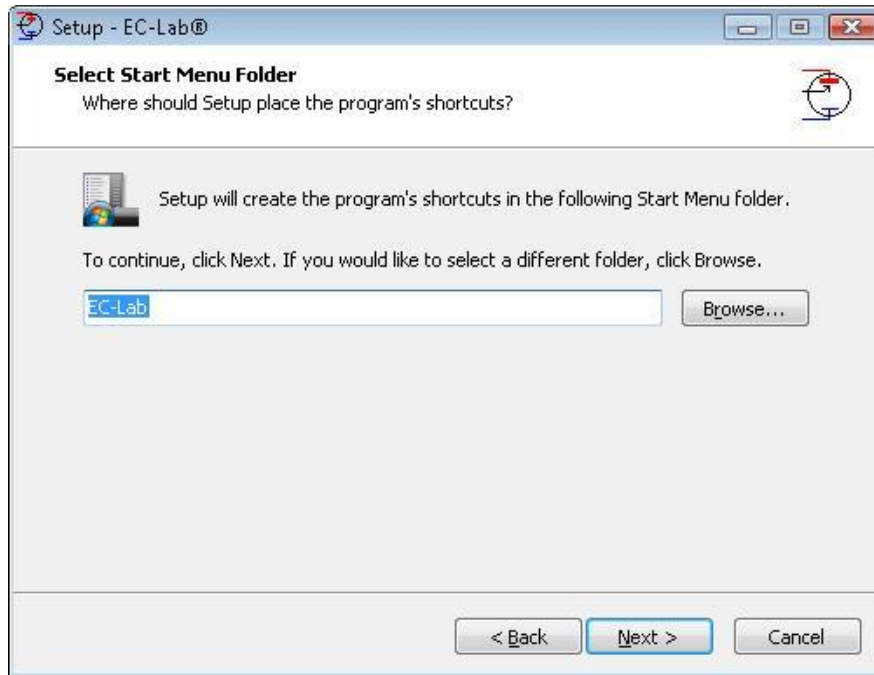 Setup - EC-Lab®
Select Start Menu Folder
Where should Setup place the program's shortcuts?
Setup will create the program's shortcuts in the following Start Menu folder.
To continue, click Next. If you would like to select a different folder, click Browse.
EC-Lab
Browse...
< Back
Next >
Cancel